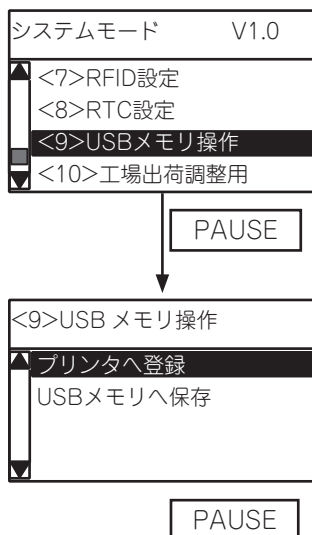 システムモード V1.0
<7>RFID設定
<8>RTC設定
<9>USBメモリ操作
<10>工場出荷調整用
PAUSE
<9>USB メモリ操作
プリンタへ登録
USBメモリへ保存
PAUSE